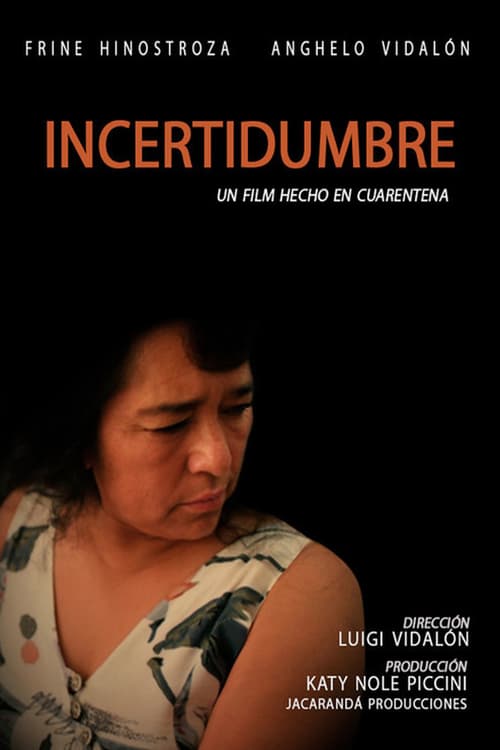 FRINE HINOSTROZA ANGHELO VIDALÓN
INCERTIDUMBRE
UN FILM HECHO EN CUARENTENA
DIRECCIÓN
LUIGI VIDALÓN
PRODUCCIÓN
KATY NOLE PICCINI
JACARANDÁ PRODUCCIONES